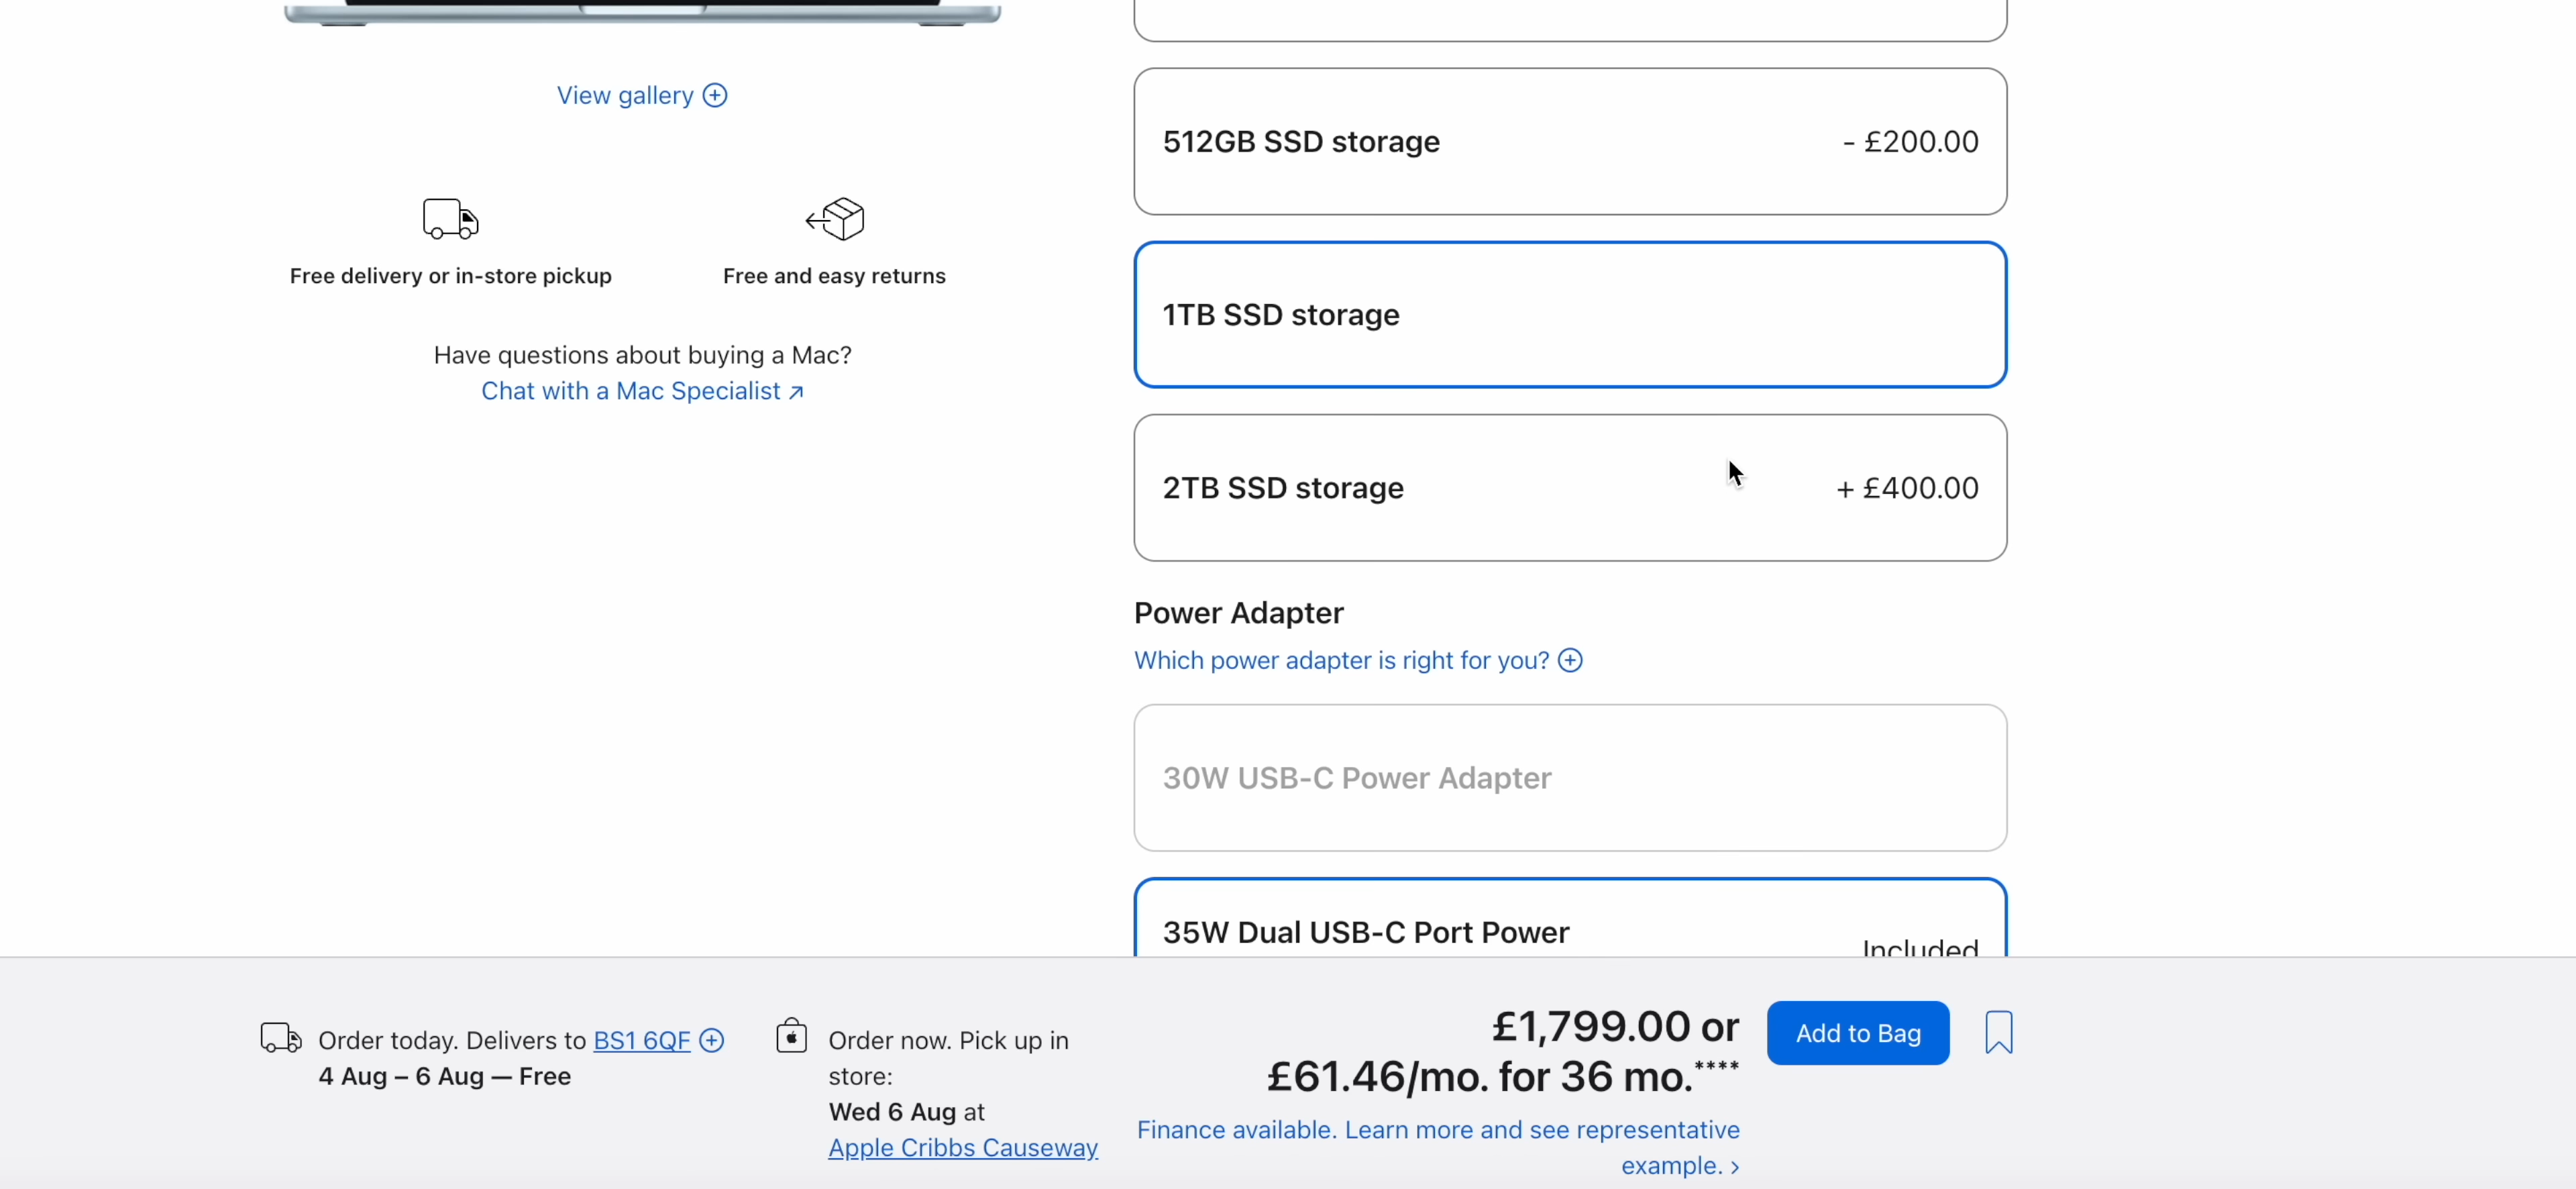 View gallery
Free delivery or in-store pickup
Free and easy returns
Have questions about buying a Mac?
Chat with a Mac Specialist ↗
512GB SSD storage
- £200.00
1TB SSD storage
2TB SSD storage
+ £400.00
Power Adapter
Which power adapter is right for you?
30W USB-C Power Adapter
35W Dual USB-C Port Power
Included
Order today. Delivers to BS1 6QF
4 Aug – 6 Aug — Free
Order now. Pick up in
store:
Wed 6 Aug at
Apple Cribbs Causeway
£1,799.00 or
£61.46/mo. for 36 mo.****
Finance available. Learn more and see representative
example. ›
Add to Bag